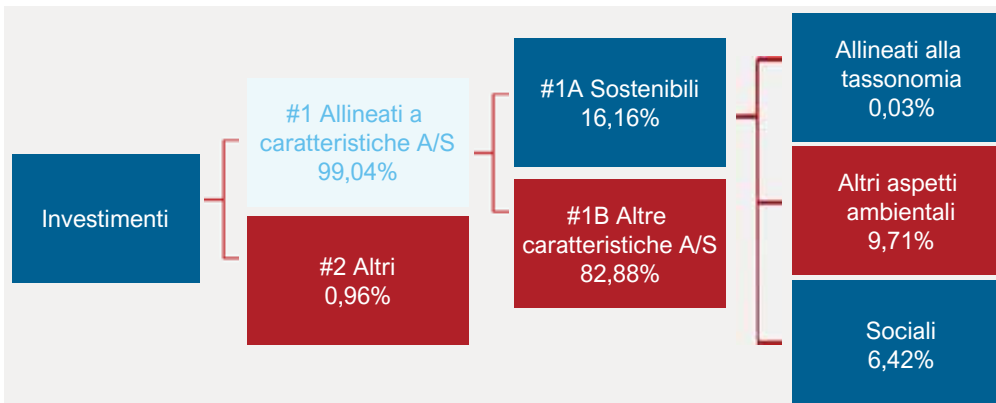 Investimenti
#1 Allineati a
caratteristiche A/S
99,04%
#2 Altri
0,96%
#1A Sostenibili
16,16%
#1B Altre
caratteristiche A/S
82,88%
Allineati alla
tassonomia
0,03%
Altri aspetti
ambientali
9,71%
Sociali
6,42%